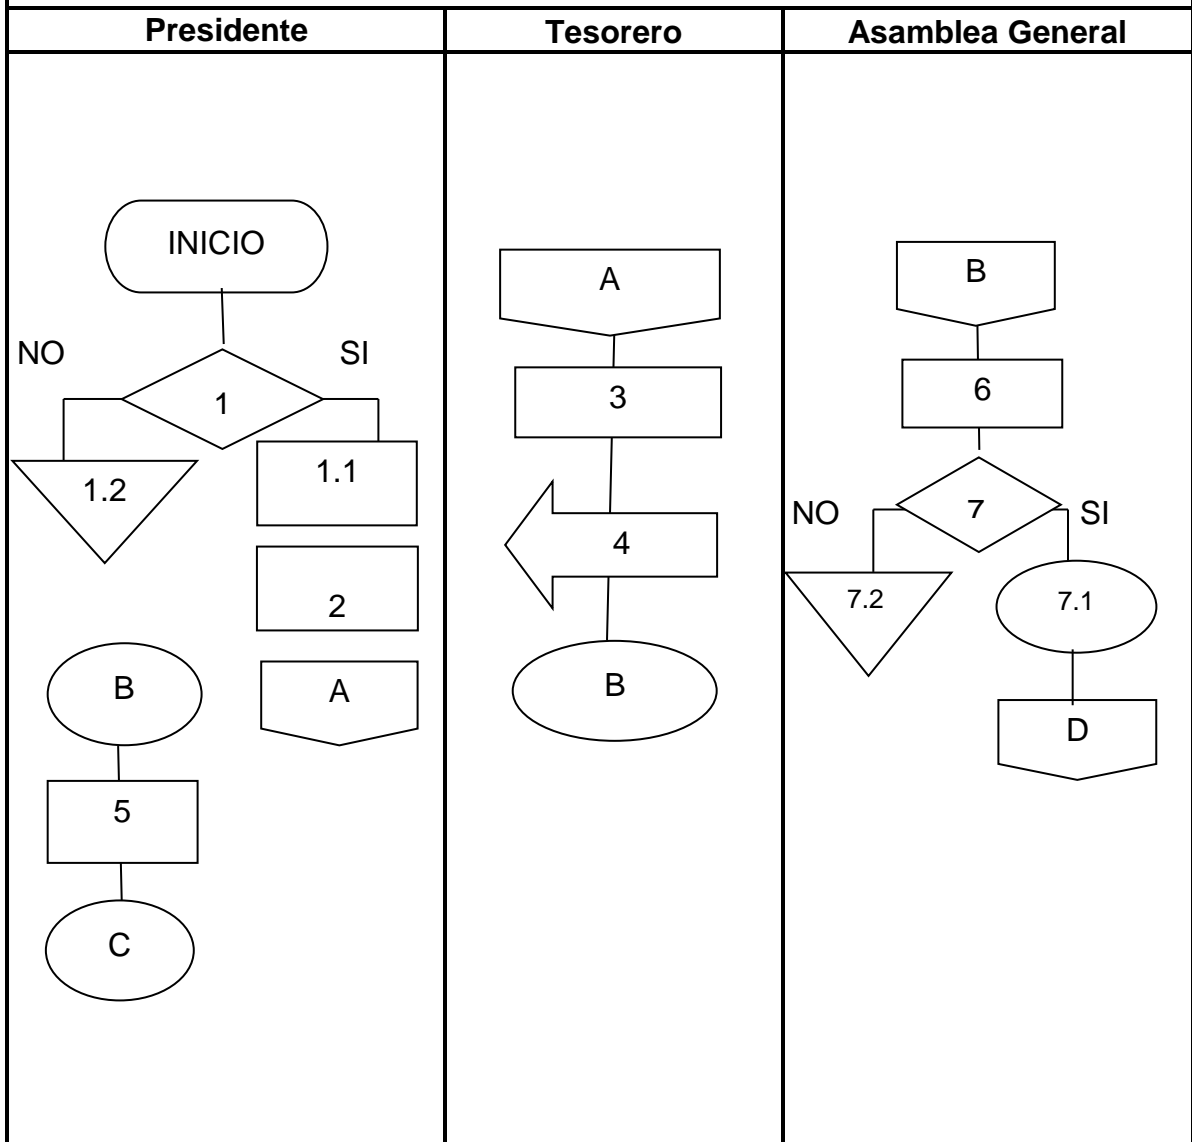 Presidente
Tesorero
Asamblea General
INICIO
NO
SI
1
1.2
1.1
2
A
B
5
C
A
3
4
B
B
6
7
NO
SI
7.2
7.1
D